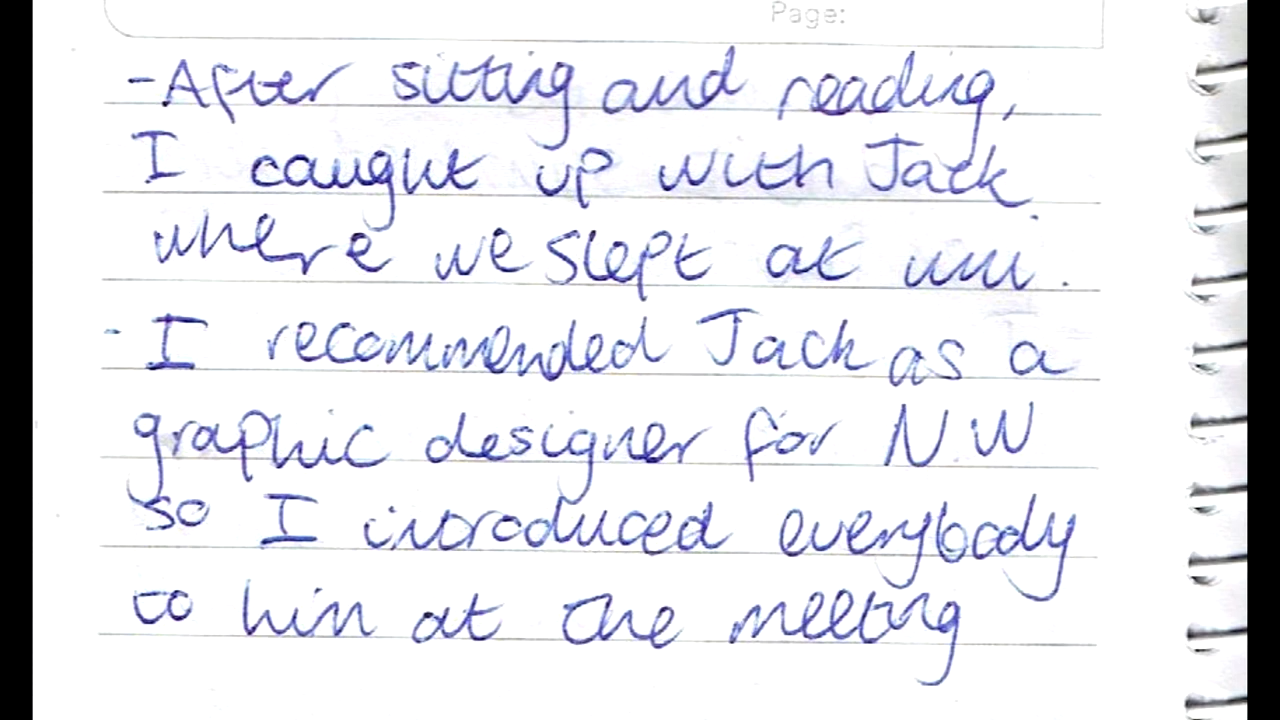 Page:
-After sitting and reading,
I caught up with Jack
where we slept at uni.
- I recommended Jack as a
graphic designer for NW
so I introduced everybody
to him at the meeting